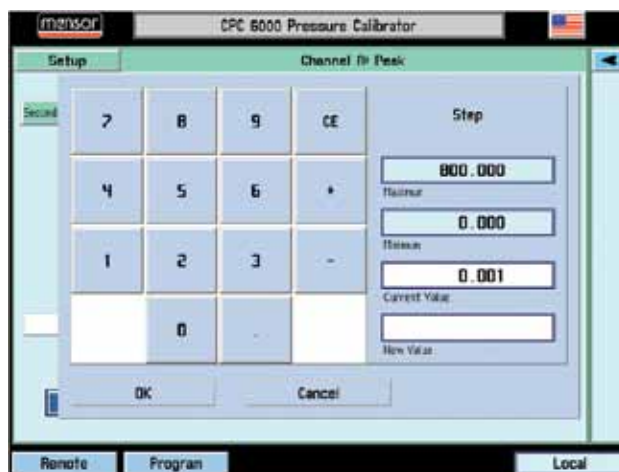 mensor
CPC 6000 Pressure Calibrator
Setup
Channel A: Peak
Second
7 8 9 CE
4 5 6 +
1 2 3 -
0 .
Step
800.000
Maximum
0.000
Minimum
0.001
Current Value
New Value
OK
Cancel
Remote
Program
Local